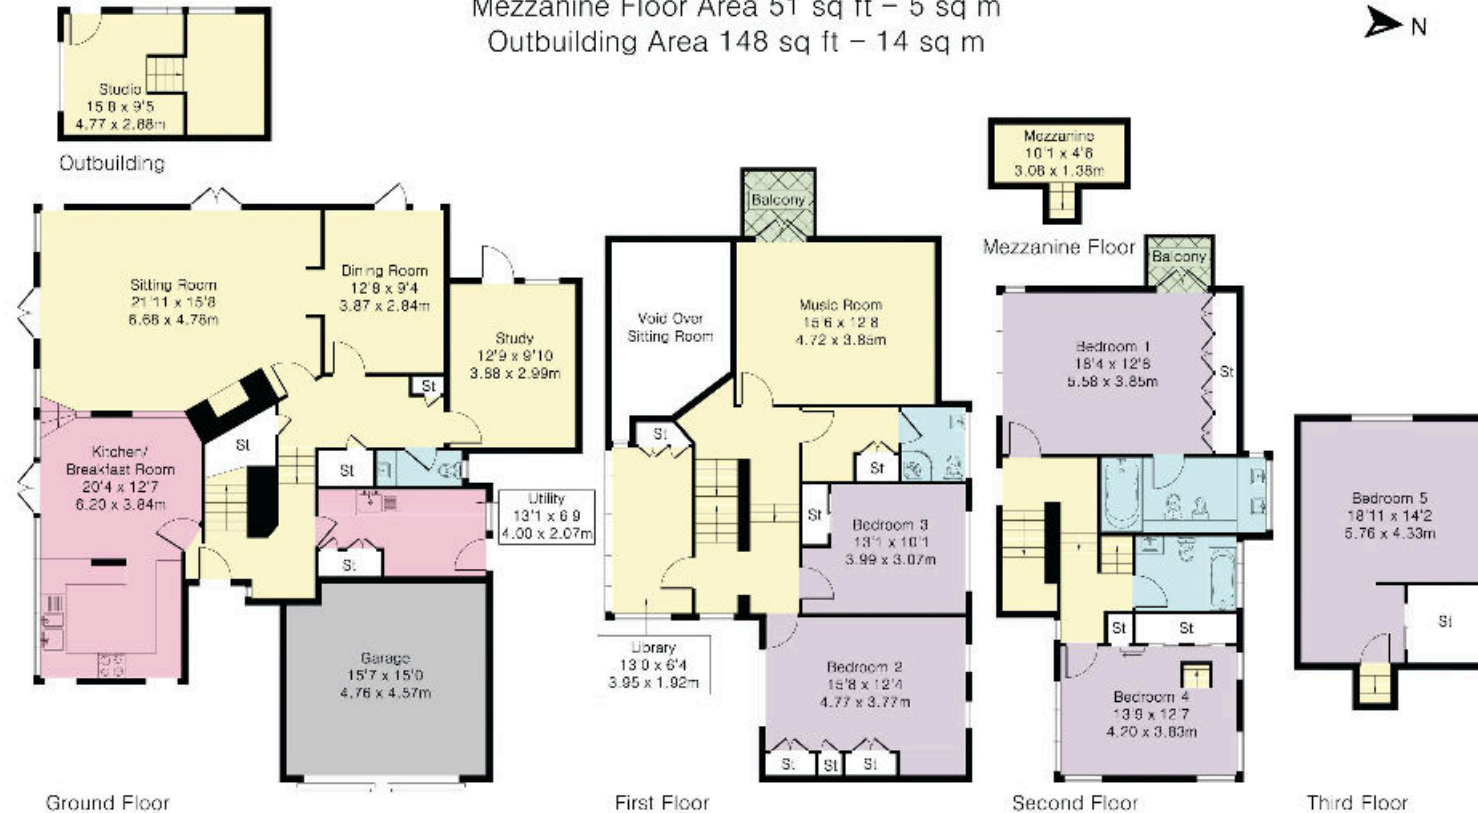 Mezzanine Floor Area 51 sq ft – 5 sq m
Outbuilding Area 148 sq ft – 14 sq m
N
Studio
15'8 x 9'5
4.77 x 2.88m
Outbuilding
Mezzanine
10'1 x 4'6
3.08 x 1.38m
Mezzanine Floor
Sitting Room
21'11 x 15'8
6.68 x 4.78m
Dining Room
12'8 x 9'4
3.87 x 2.84m
Study
12'9 x 9'10
3.88 x 2.99m
St
Kitchen/
Breakfast Room
20'4 x 12'7
6.20 x 3.84m
St
St
Utility
13'1 x 6'9
4.00 x 2.07m
St
Garage
15'7 x 15'0
4.76 x 4.57m
Ground Floor
Balcony
Void Over
Sitting Room
Music Room
15'6 x 12'8
4.72 x 3.85m
St
St
St
Bedroom 3
13'1 x 10'1
3.99 x 3.07m
Library
13'0 x 6'4
3.95 x 1.92m
Bedroom 2
15'8 x 12'4
4.77 x 3.77m
St
St
St
First Floor
Balcony
Bedroom 1
18'4 x 12'8
5.58 x 3.85m
St
St
St
Bedroom 4
13'9 x 12'7
4.20 x 3.83m
Second Floor
Bedroom 5
18'11 x 14'2
5.76 x 4.33m
St
Third Floor